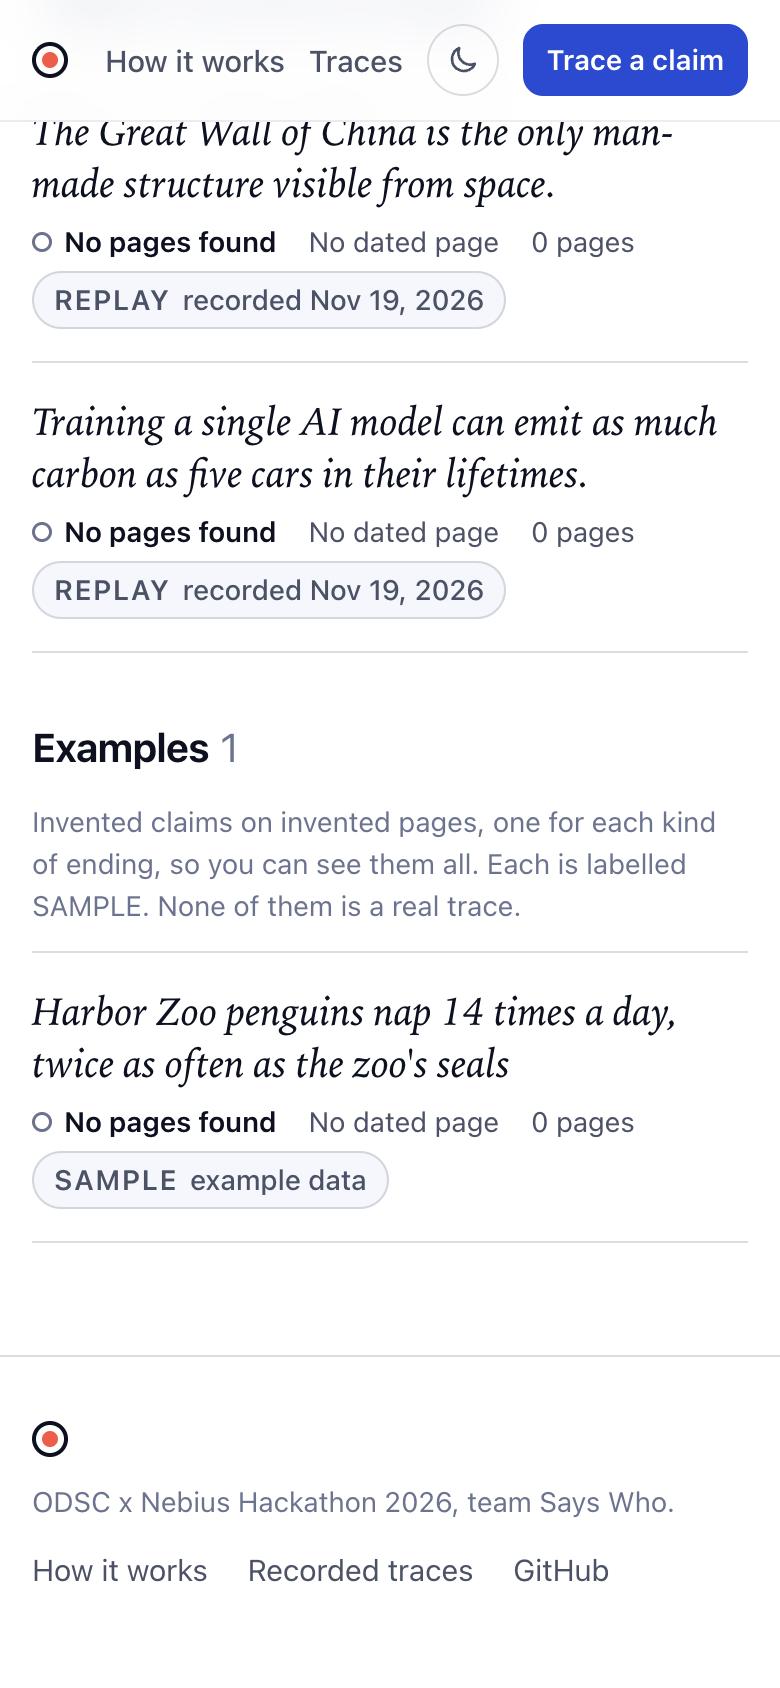 How it works Traces Trace a claim
The Great Wall of China is the only man-
made structure visible from space.
No pages found No dated page 0 pages
REPLAY recorded Nov 19, 2026
Training a single AI model can emit as much
carbon as five cars in their lifetimes.
No pages found No dated page 0 pages
REPLAY recorded Nov 19, 2026
Examples 1
Invented claims on invented pages, one for each kind
of ending, so you can see them all. Each is labelled
SAMPLE. None of them is a real trace.
Harbor Zoo penguins nap 14 times a day,
twice as often as the zoo's seals
No pages found No dated page 0 pages
SAMPLE example data
ODSC x Nebius Hackathon 2026, team Says Who.
How it works Recorded traces GitHub